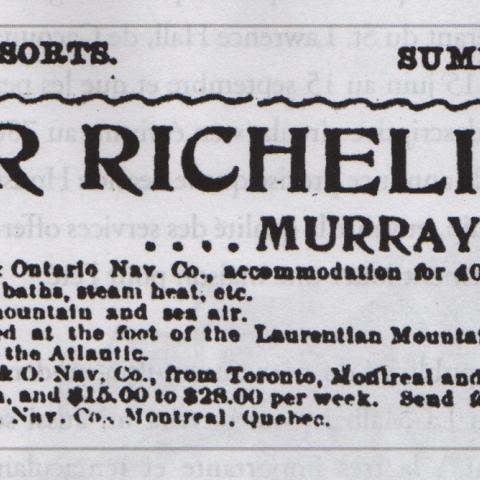 SORTS. SUM
R RICHELI
.... MURRAY
& Ontario Nav. Co., accommodation for 40
baths, steam heat, etc.
ountain and sea air.
ed at the foot of the Laurentian Mounta
the Atlantic.
& O. Nav. Co., from Toronto, Montreal and
, and $15.00 to $28.00 per week. Send
Nav. Co., Montreal, Quebec.